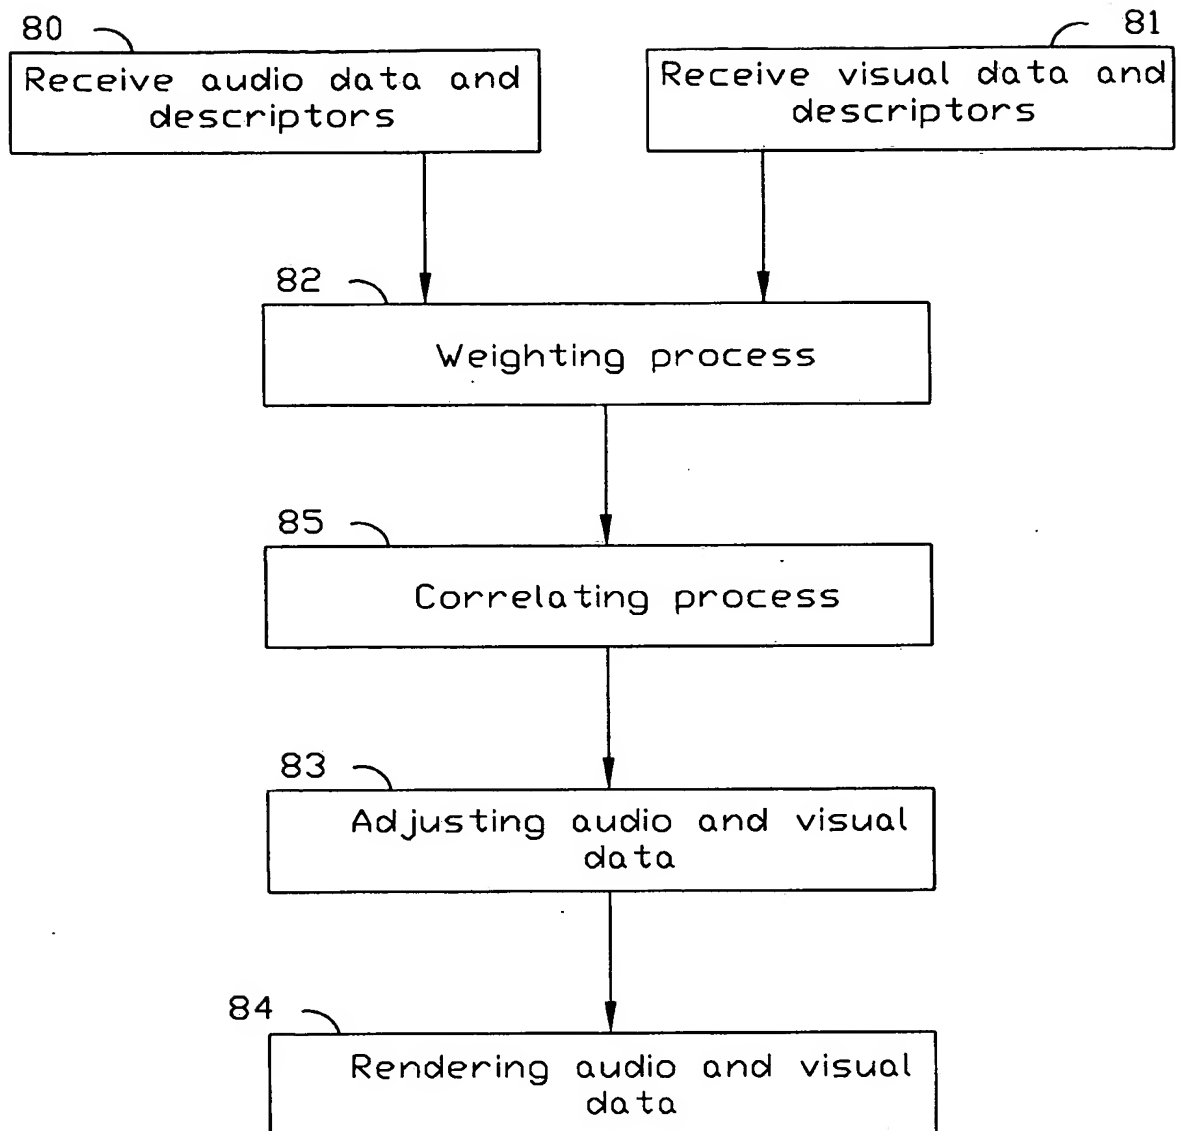 80
Receive audio data and
descriptors
81
Receive visual data and
descriptors
82
Weighting process
85
Correlating process
83
Adjusting audio and visual
data
84
Rendering audio and visual
data